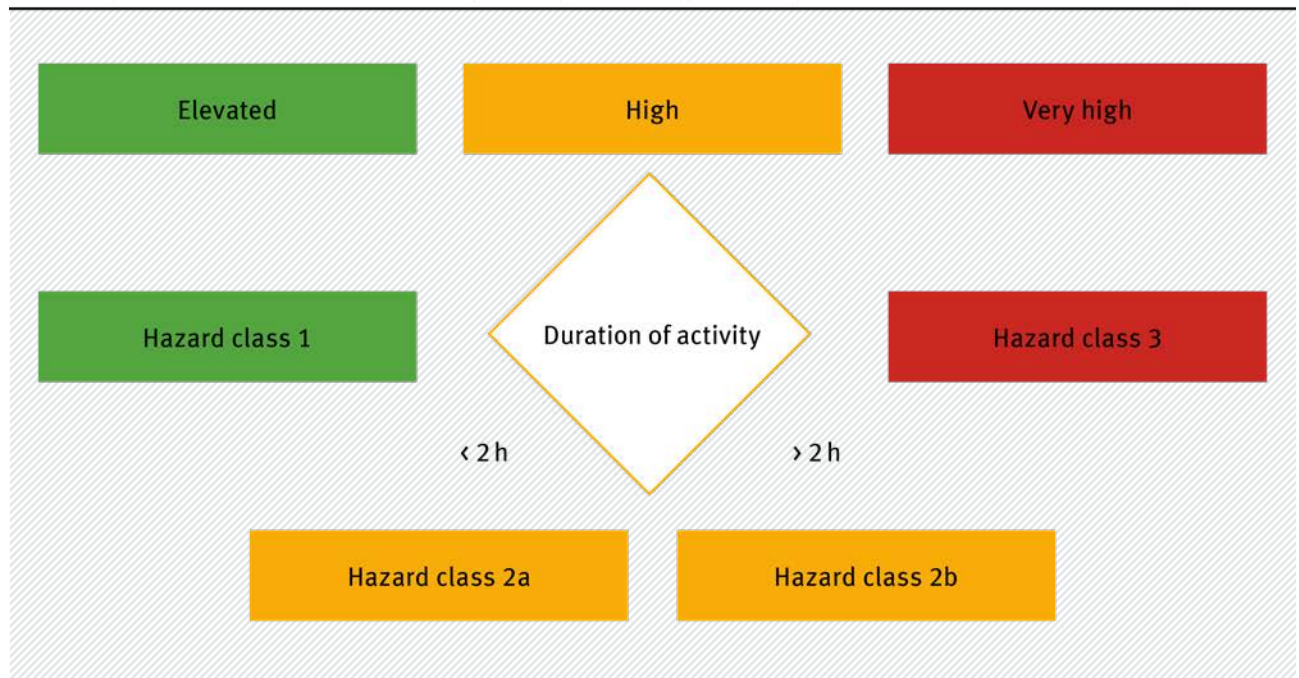 Elevated
High
Very high
Hazard class 1
Duration of activity
Hazard class 3
< 2 h
> 2 h
Hazard class 2a
Hazard class 2b